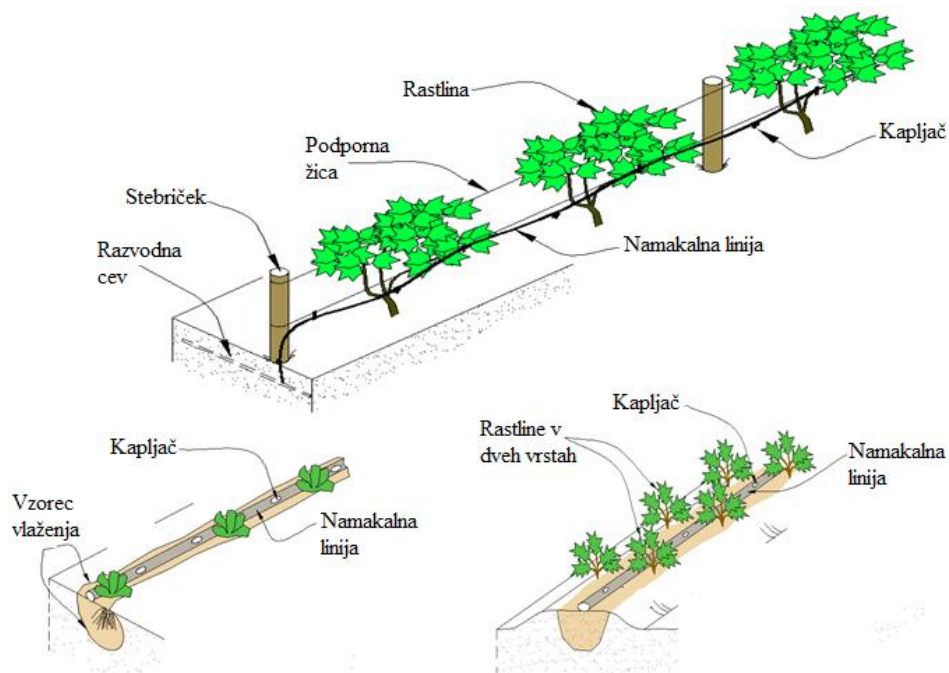 Rastlina
Kapljač
Podporna
žica
Stebriček
Namakalna linija
Razvodna
cev
Kapljač
Vzorec
vlaženja
Namakalna
linija
Kapljač
Rastline v
dveh vrstah
Namakalna
linija